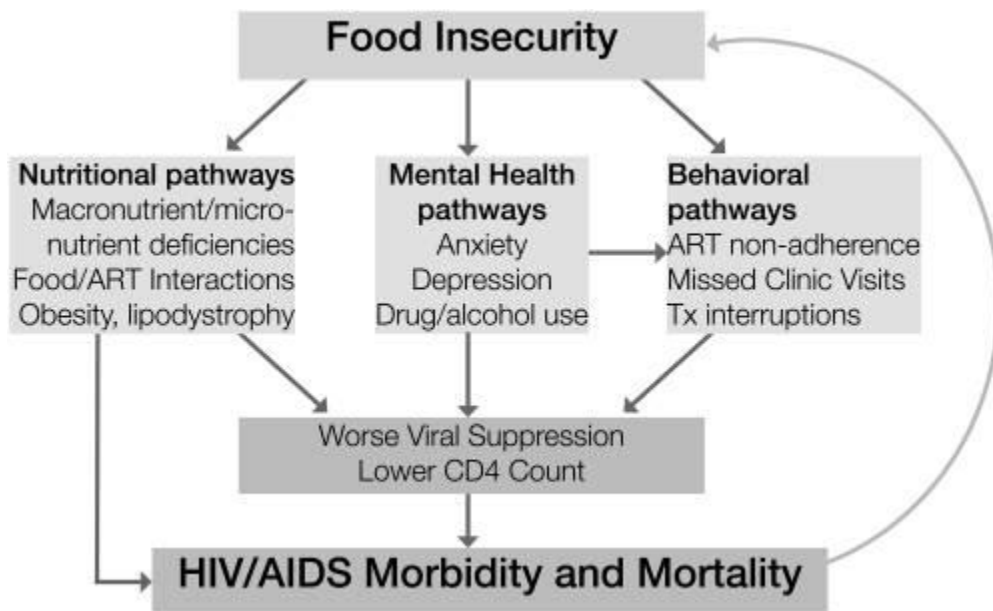 Food Insecurity
Nutritional pathways
Macronutrient/micro-
nutrient deficiencies
Food/ART Interactions
Obesity, lipodystrophy
Mental Health
pathways
Anxiety
Depression
Drug/alcohol use
Behavioral
pathways
ART non-adherence
Missed Clinic Visits
Tx interruptions
Worse Viral Suppression
Lower CD4 Count
HIV/AIDS Morbidity and Mortality